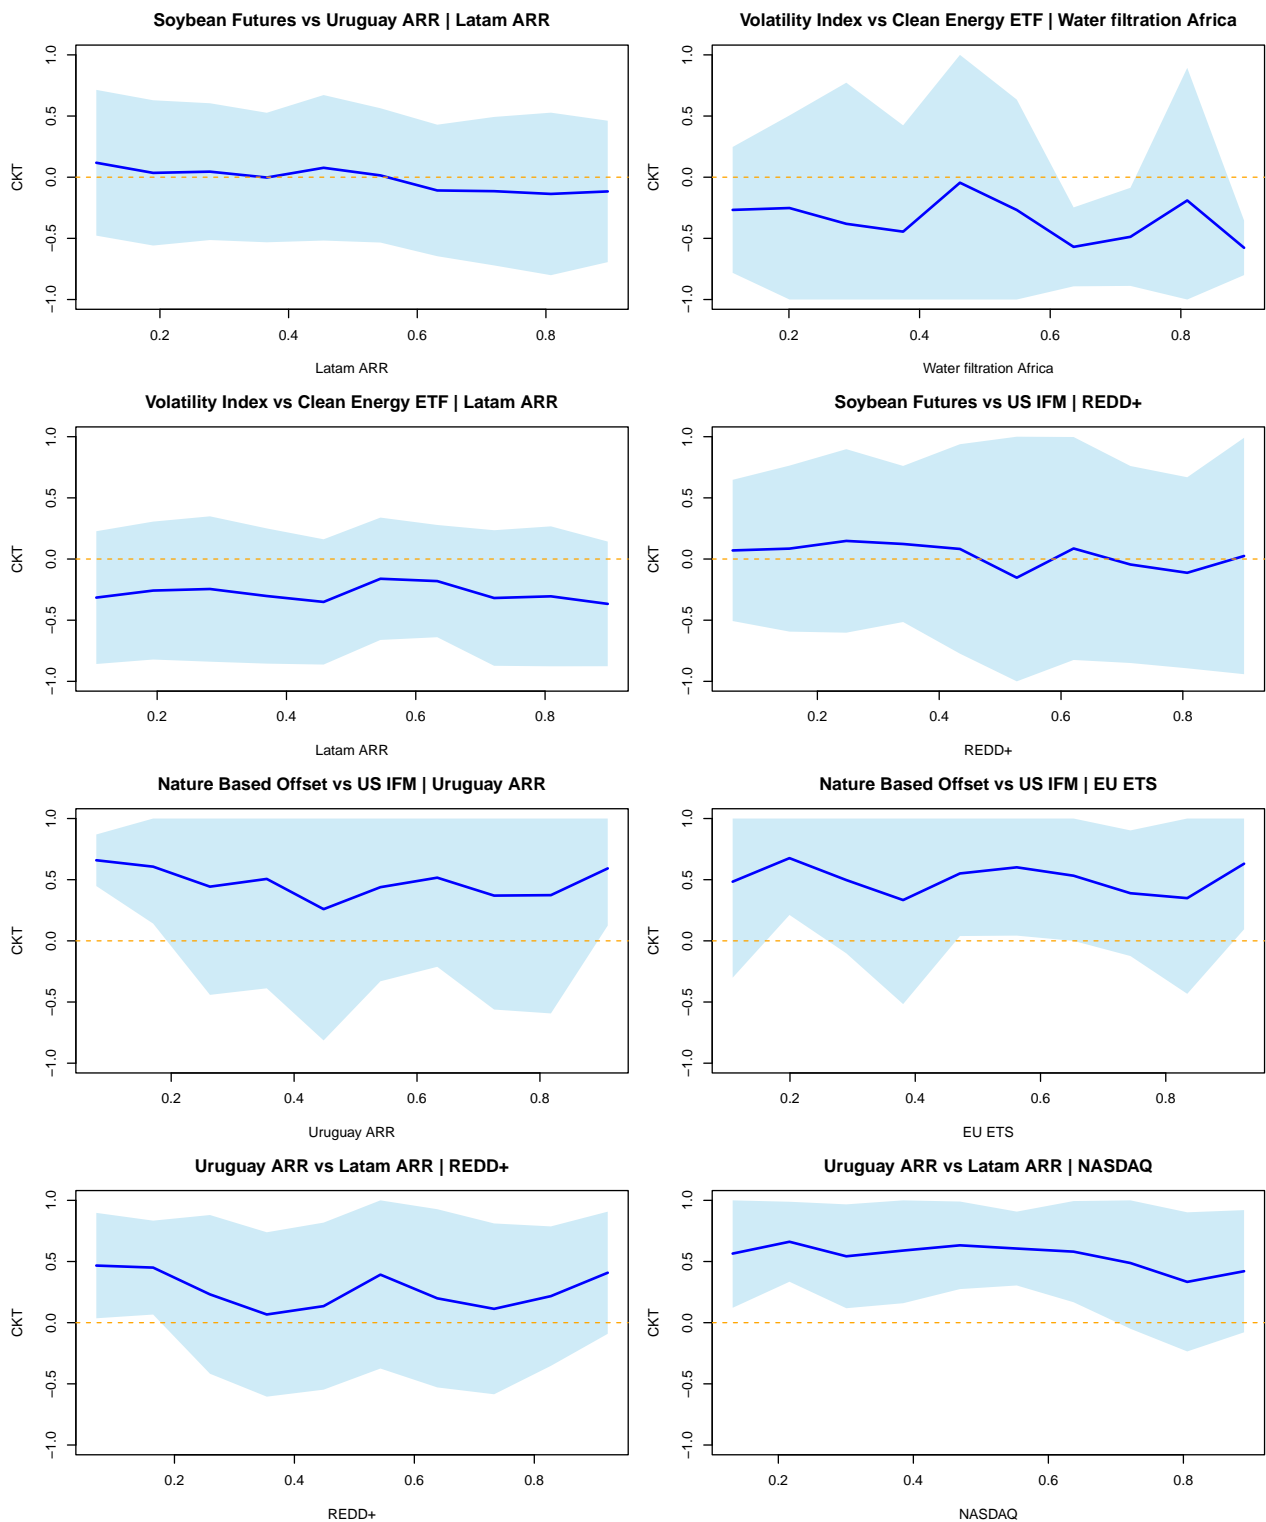 Soybean Futures vs Uruguay ARR | Latam ARR
CKT
1.0
0.5
0.0
−0.5
−1.0
0.2 0.4 0.6 0.8
Latam ARR
Volatility Index vs Clean Energy ETF | Water filtration Africa
CKT
1.0
0.5
0.0
−0.5
−1.0
0.2 0.4 0.6 0.8
Water filtration Africa
Volatility Index vs Clean Energy ETF | Latam ARR
CKT
1.0
0.5
0.0
−0.5
−1.0
0.2 0.4 0.6 0.8
Latam ARR
Soybean Futures vs US IFM | REDD+
CKT
1.0
0.5
0.0
−0.5
−1.0
0.2 0.4 0.6 0.8
REDD+
Nature Based Offset vs US IFM | Uruguay ARR
CKT
1.0
0.5
0.0
−0.5
−1.0
0.2 0.4 0.6 0.8
Uruguay ARR
Nature Based Offset vs US IFM | EU ETS
CKT
1.0
0.5
0.0
−0.5
−1.0
0.2 0.4 0.6 0.8
EU ETS
Uruguay ARR vs Latam ARR | REDD+
CKT
1.0
0.5
0.0
−0.5
−1.0
0.2 0.4 0.6 0.8
REDD+
Uruguay ARR vs Latam ARR | NASDAQ
CKT
1.0
0.5
0.0
−0.5
−1.0
0.2 0.4 0.6 0.8
NASDAQ